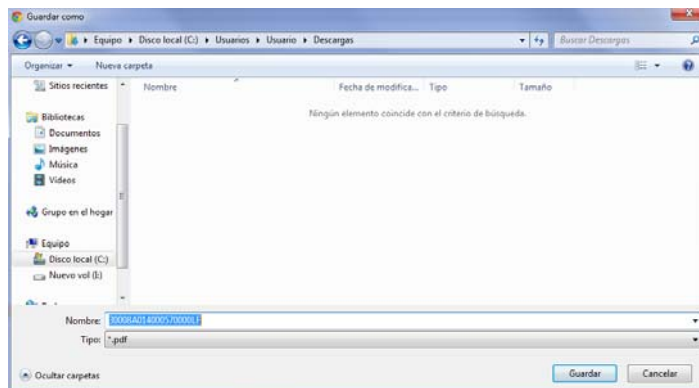 Guardar como
Equipo ▸ Disco local (C:) ▸ Usuarios ▸ Usuario ▸ Descargas
Buscar Descargas
Organizar
Nueva carpeta
Sitios recientes
Nombre
Fecha de modifica...
Tipo
Tamaño
Ningún elemento coincide con el criterio de búsqueda.
Bibliotecas
Documentos
Imágenes
Música
Vídeos
Grupo en el hogar
Equipo
Disco local (C:)
Nuevo vol (I:)
Nombre:
Tipo: *.pdf
Ocultar carpetas
Guardar
Cancelar